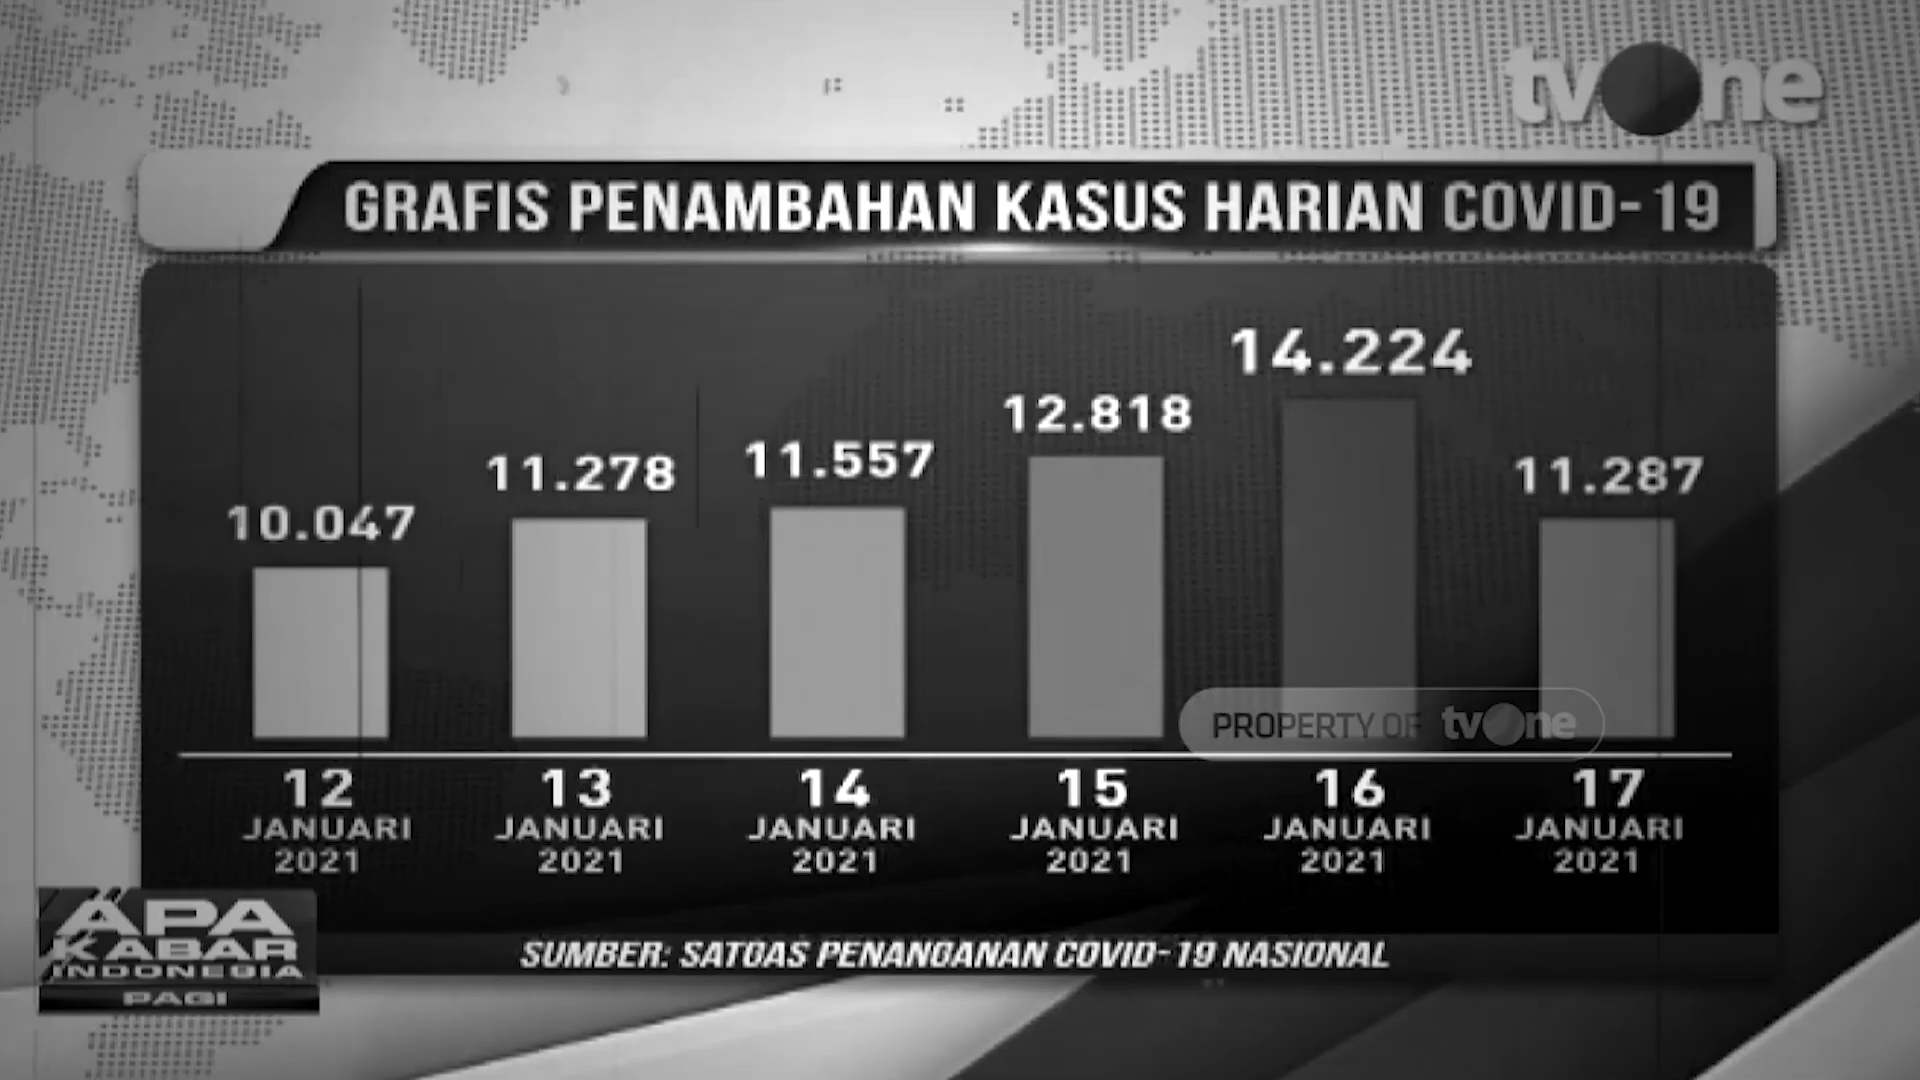 tvOne
GRAFIS PENAMBAHAN KASUS HARIAN COVID-19
10.047
11.278
11.557
12.818
14.224
11.287
PROPERTY OF tvOne
12 JANUARI 2021
13 JANUARI 2021
14 JANUARI 2021
15 JANUARI 2021
16 JANUARI 2021
17 JANUARI 2021
SUMBER: SATGAS PENANGANAN COVID-19 NASIONAL
APA
KABAR
INDONESIA
PAGI